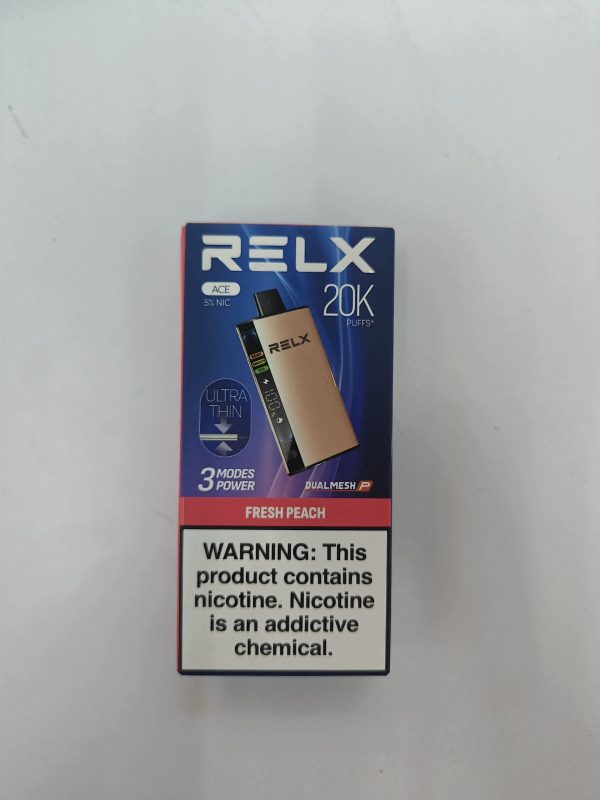 RELX
ACE
5% NIC
20K
PUFFS*
RELX
100%
ULTRA
THIN
3 MODES
POWER
DUALMESH P
FRESH PEACH
WARNING: This
product contains
nicotine. Nicotine
is an addictive
chemical.